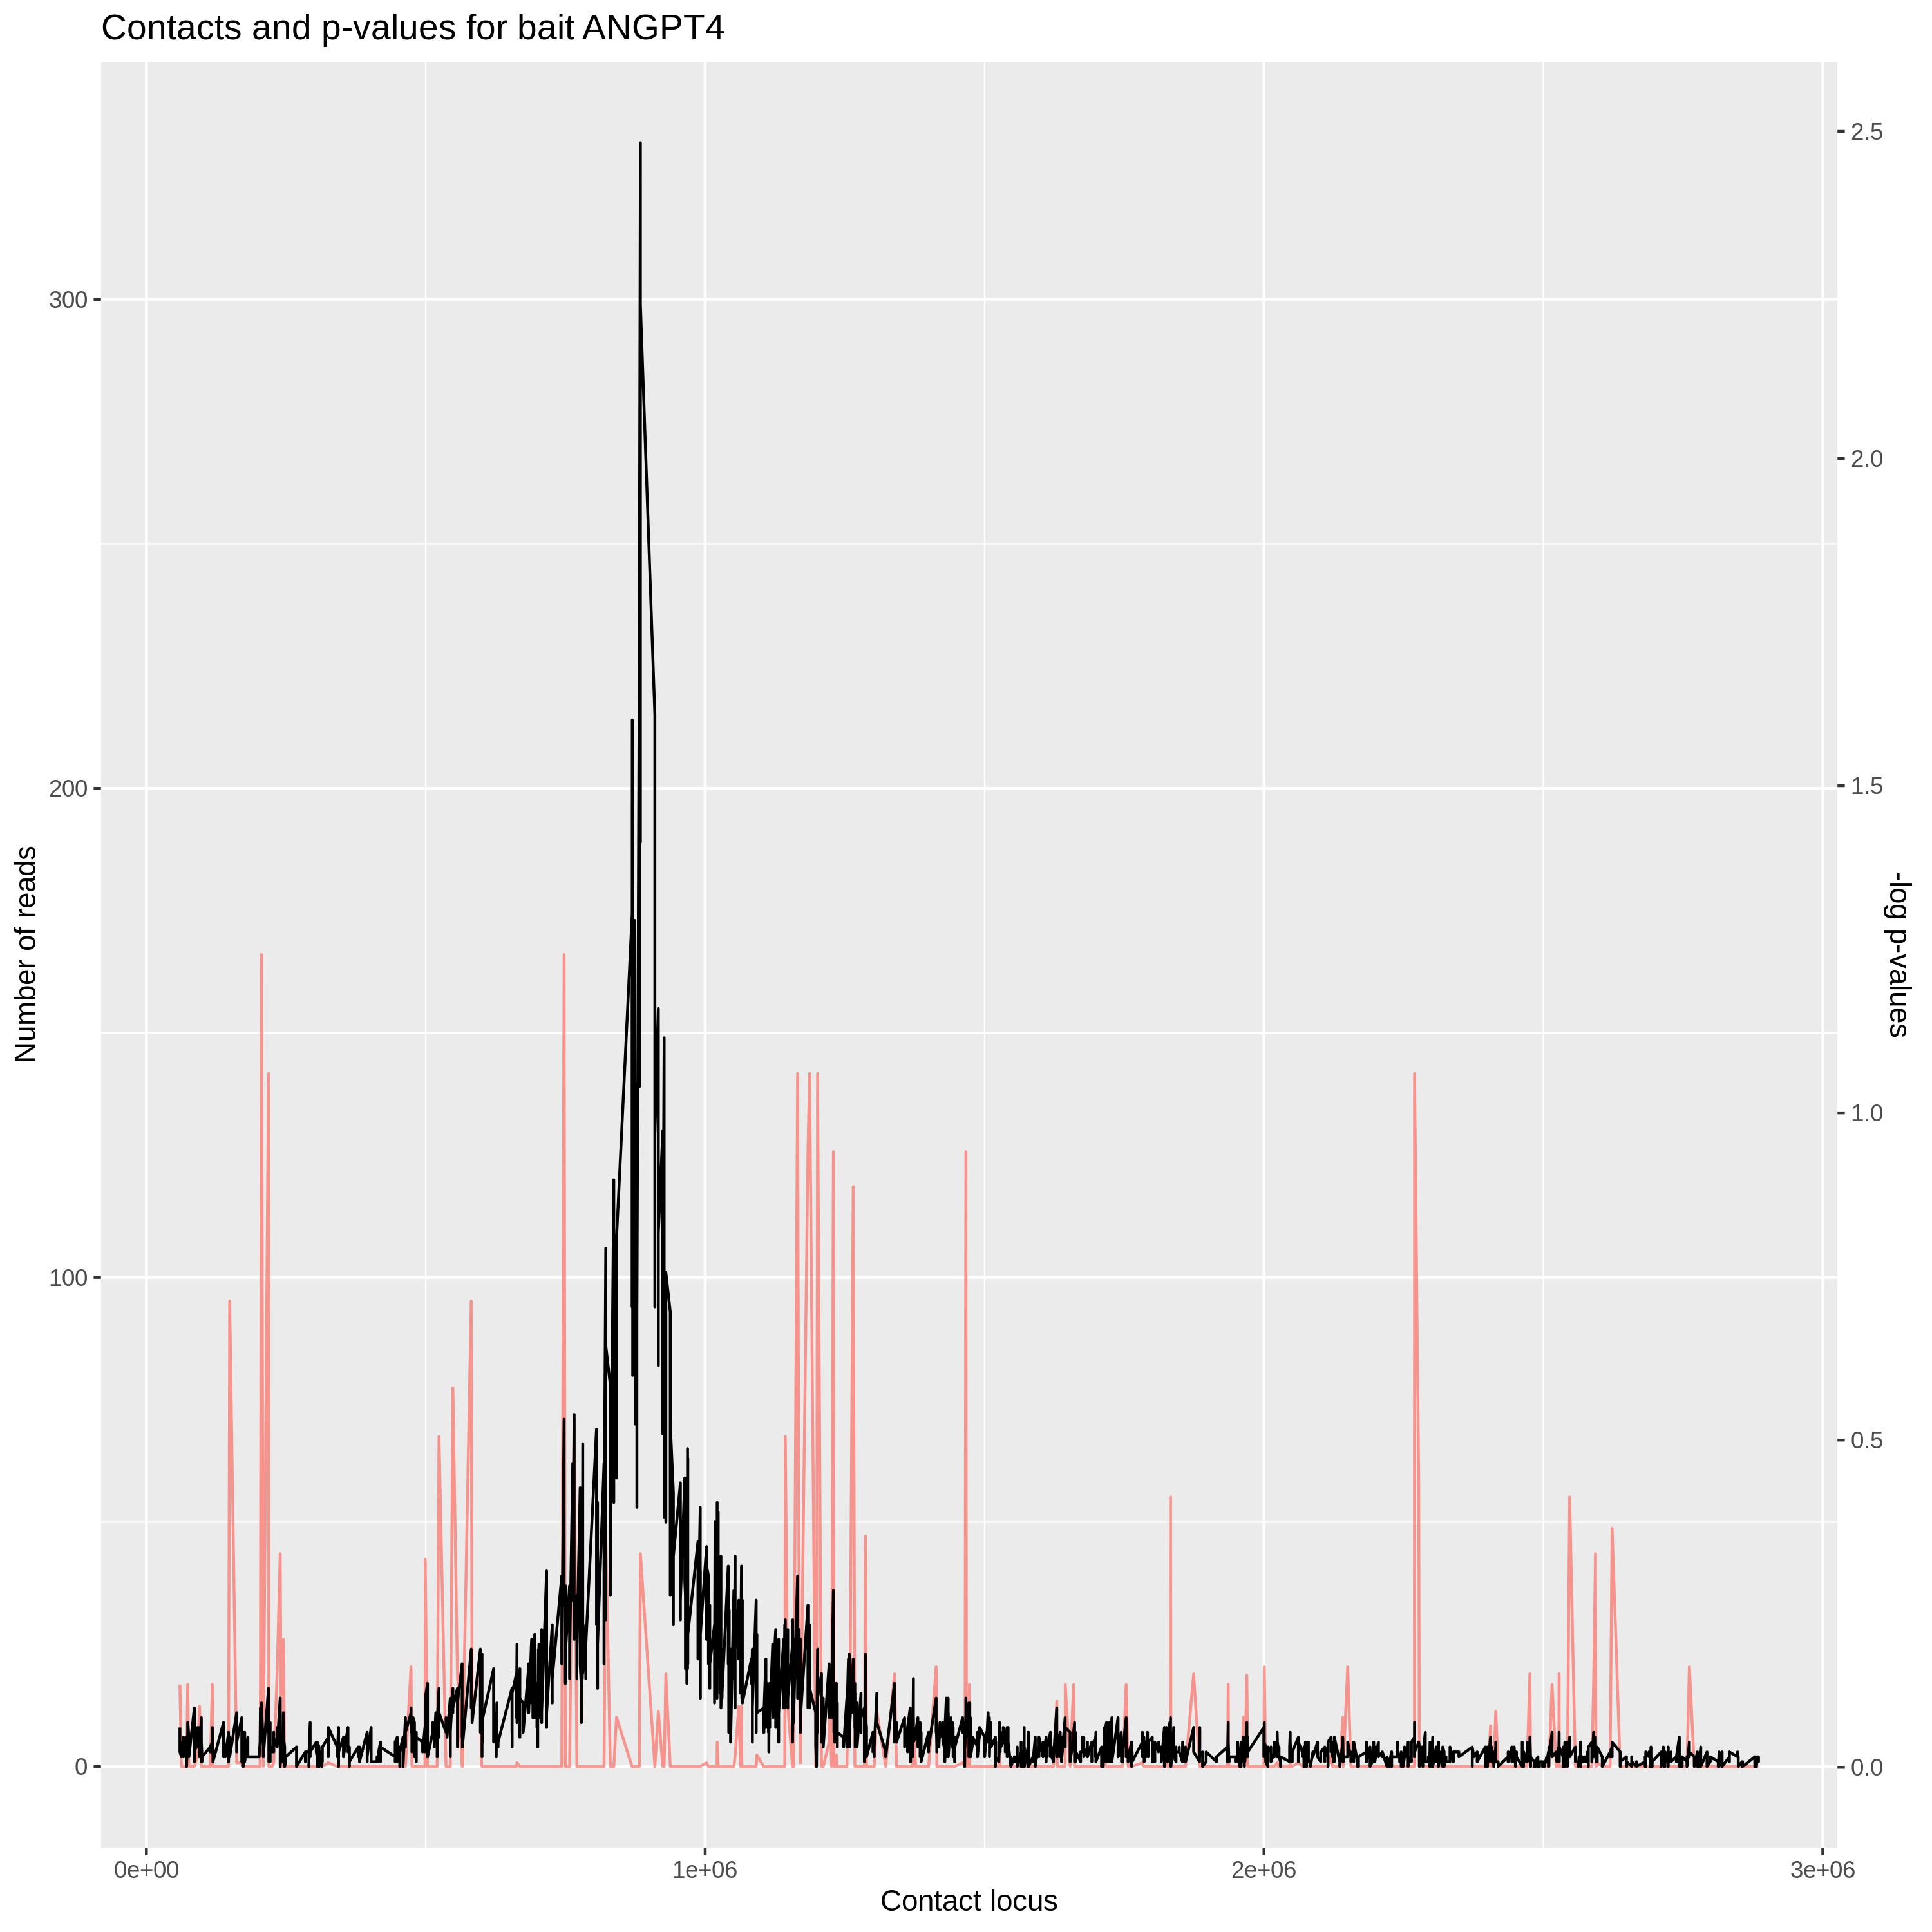 Contacts and p-values for bait ANGPT4
Number of reads
300
200
100
0
2.5
2.0
1.5
1.0
0.5
0.0
-log p-values
0e+00
1e+06
2e+06
3e+06
Contact locus